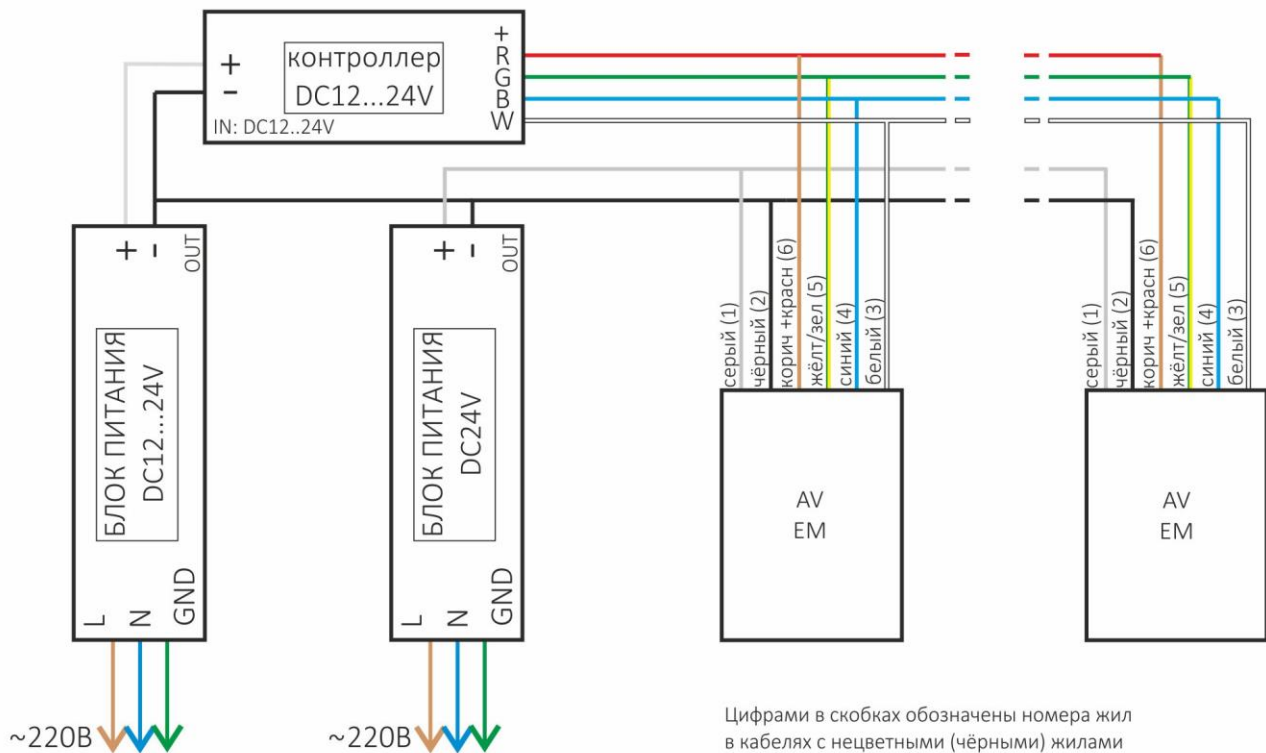 контроллер
DC12...24V
+
-
IN: DC12..24V
+
R
G
B
W
+
-
OUT
БЛОК ПИТАНИЯ
DC12...24V
L
N
GND
~220В
+
-
OUT
БЛОК ПИТАНИЯ
DC24V
L
N
GND
~220В
серый (1)
чёрный (2)
корич +красн (6)
жёлт/зел (5)
синий (4)
белый (3)
AV
EM
серый (1)
чёрный (2)
корич +красн (6)
жёлт/зел (5)
синий (4)
белый (3)
AV
EM
Цифрами в скобках обозначены номера жил
в кабелях с нецветными (чёрными) жилами